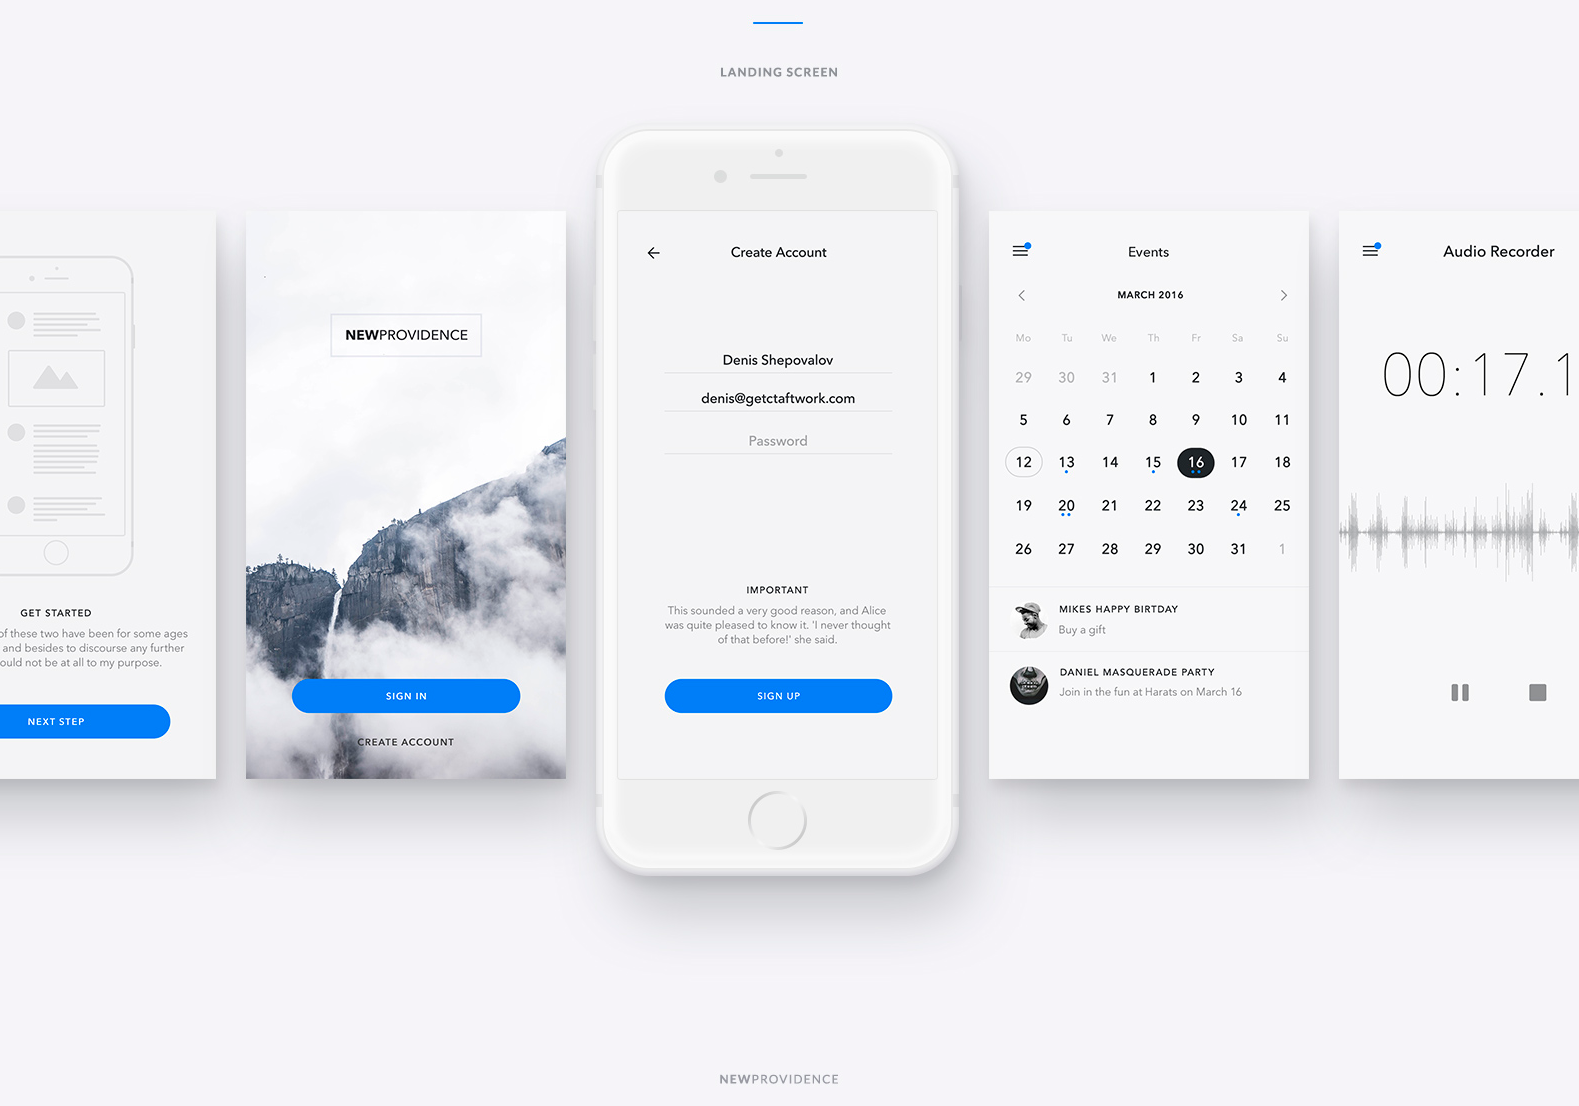 LANDING SCREEN
GET STARTED
of these two have been for some ages
and besides to discourse any further
ould not be at all to my purpose.
NEXT STEP
NEWPROVIDENCE
SIGN IN
CREATE ACCOUNT
Create Account
Denis Shepovalov
denis@getctaftwork.com
Password
IMPORTANT
This sounded a very good reason, and Alice
was quite pleased to know it. 'I never thought
of that before!' she said.
SIGN UP
Events
MARCH 2016
Mo Tu We Th Fr Sa Su
29 30 31 1 2 3 4
5 6 7 8 9 10 11
12 13 14 15 16 17 18
19 20 21 22 23 24 25
26 27 28 29 30 31 1
MIKES HAPPY BIRTDAY
Buy a gift
DANIEL MASQUERADE PARTY
Join in the fun at Harats on March 16
Audio Recorder
00:17.1
NEWPROVIDENCE